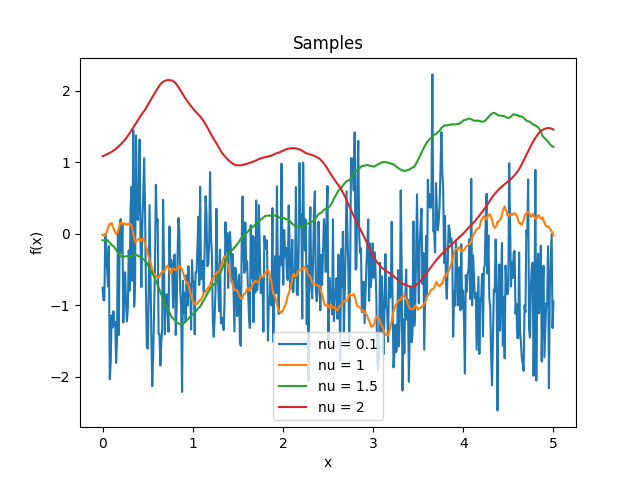 Samples
f(x)
2
1
0
−1
−2
nu = 0.1
nu = 1
nu = 1.5
nu = 2
0 1 2 3 4 5
x